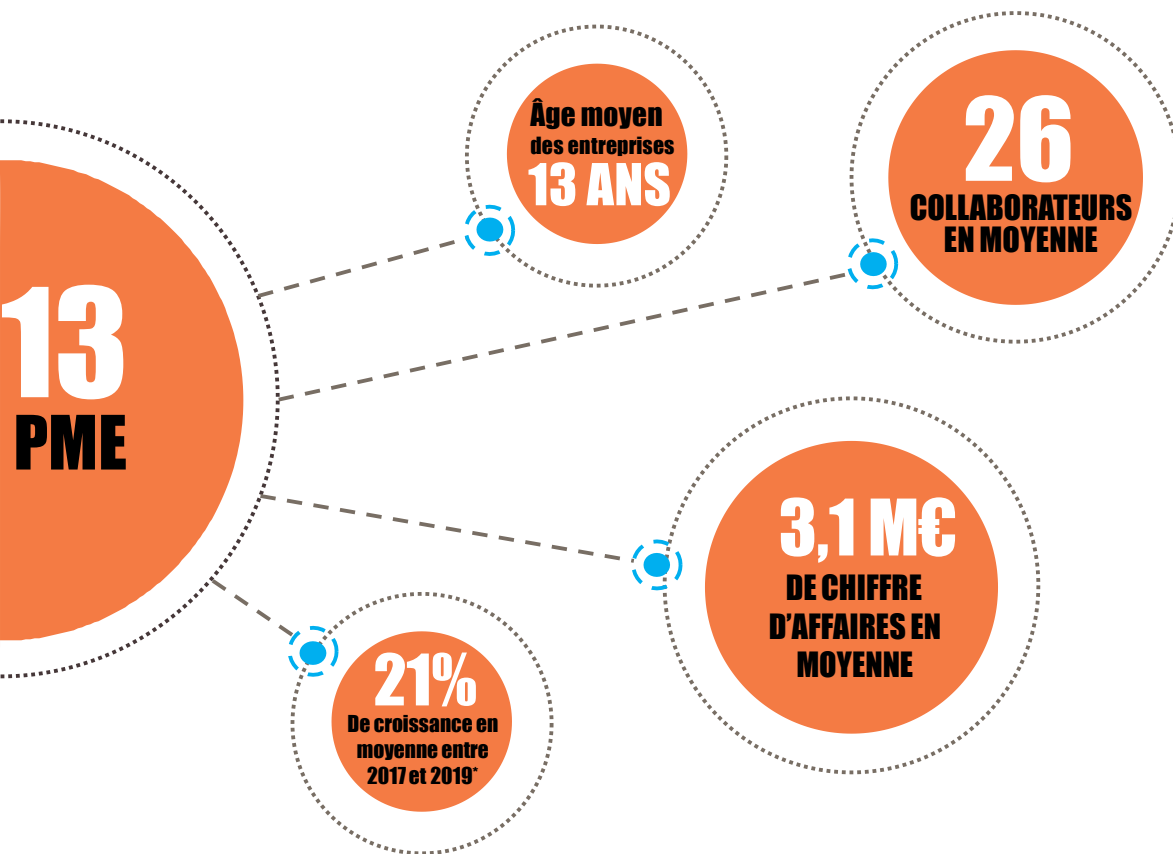 13
PME
Âge moyen
des entreprises
13 ANS
26
COLLABORATEURS
EN MOYENNE
3,1 M€
DE CHIFFRE
D'AFFAIRES EN
MOYENNE
21%
De croissance en
moyenne entre
2017 et 2019*